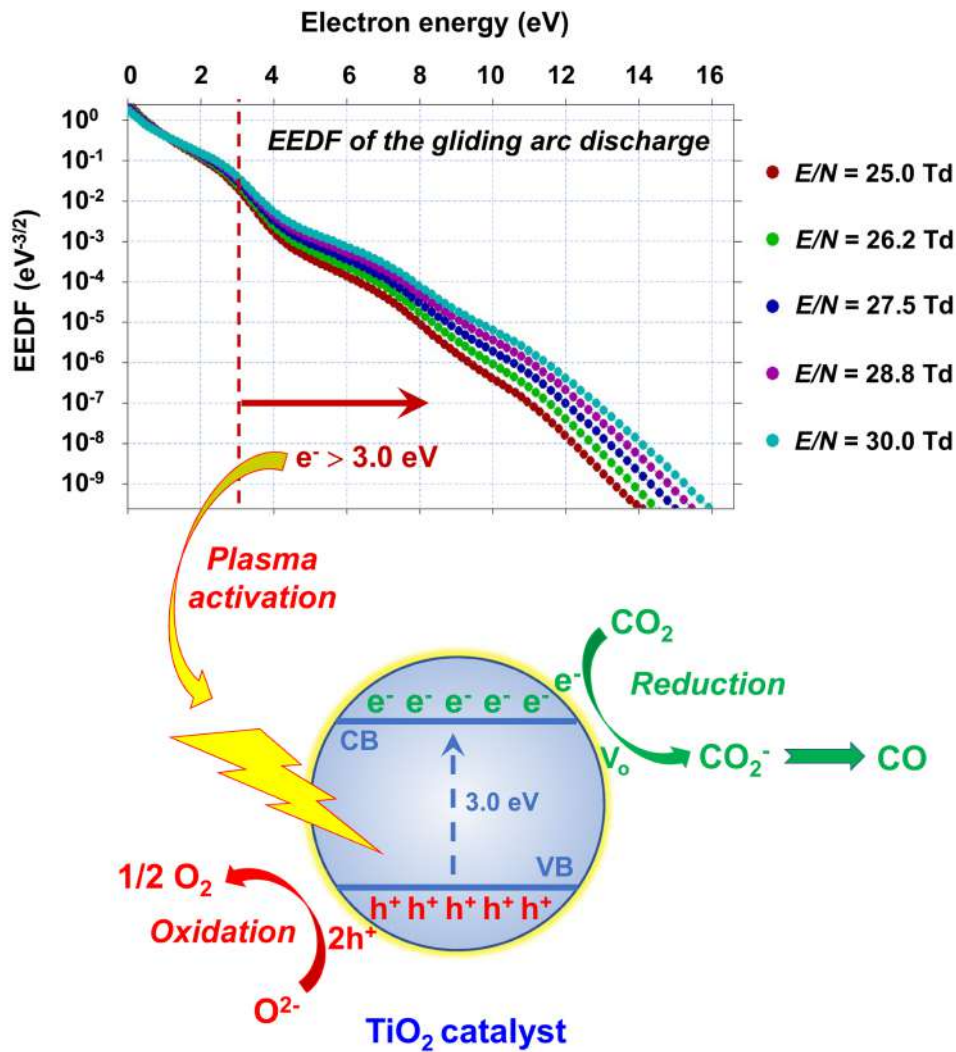 Electron energy (eV)
0 2 4 6 8 10 12 14 16
EEDF (eV⁻³/²)
10⁰
10⁻¹
10⁻²
10⁻³
10⁻⁴
10⁻⁵
10⁻⁶
10⁻⁷
10⁻⁸
10⁻⁹
EEDF of the gliding arc discharge
E/N = 25.0 Td
E/N = 26.2 Td
E/N = 27.5 Td
E/N = 28.8 Td
E/N = 30.0 Td
e⁻ > 3.0 eV
Plasma
activation
CO₂
e⁻
Reduction
e⁻ e⁻ e⁻ e⁻ e⁻
CB
Vₒ
CO₂⁻
CO
3.0 eV
VB
1/2 O₂
h⁺ h⁺ h⁺ h⁺ h⁺
Oxidation
2h⁺
O²⁻
TiO₂ catalyst